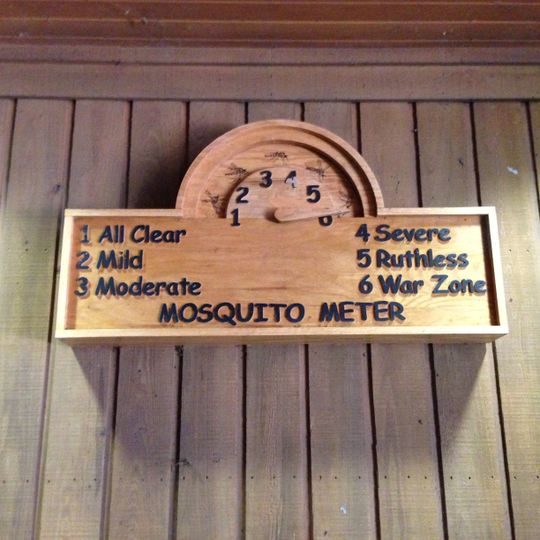 1 2 3 4 5 6
1 All Clear
2 Mild
3 Moderate
4 Severe
5 Ruthless
6 War Zone
MOSQUITO METER